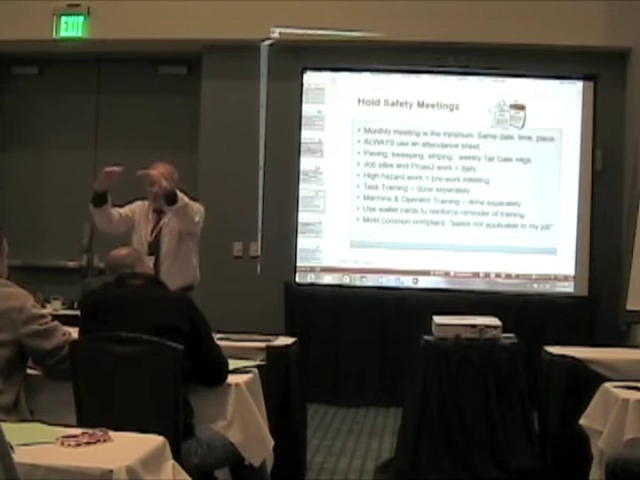 EXIT
Hold Safety Meetings
• Monthly meeting is the minimum. Same date, time, place.
• ALWAYS use an attendance sheet
• Paving, sweeping, striping weekly Tail Gate mtgs
• Job sites and Project work = daily
• High hazard work = pre-work meeting
• Task Training – done separately
• Machine & Operator Training – done separately
• Use wallet cards to reinforce reminder of training
• Most common complaint: not applicable to my job"